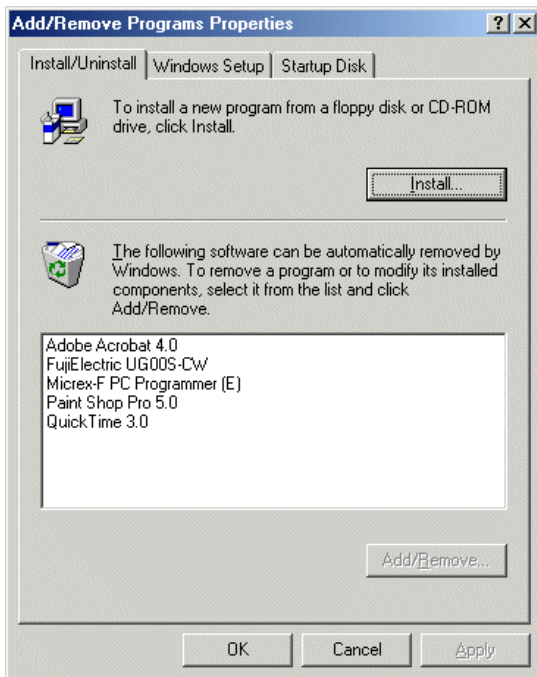 Add/Remove Programs Properties
Install/Uninstall
Windows Setup
Startup Disk
To install a new program from a floppy disk or CD-ROM
drive, click Install.
Install...
The following software can be automatically removed by
Windows. To remove a program or to modify its installed
components, select it from the list and click
Add/Remove.
Adobe Acrobat 4.0
FujiElectric UG00S-CW
Micrex-F PC Programmer (E)
Paint Shop Pro 5.0
QuickTime 3.0
Add/Remove...
OK
Cancel
Apply